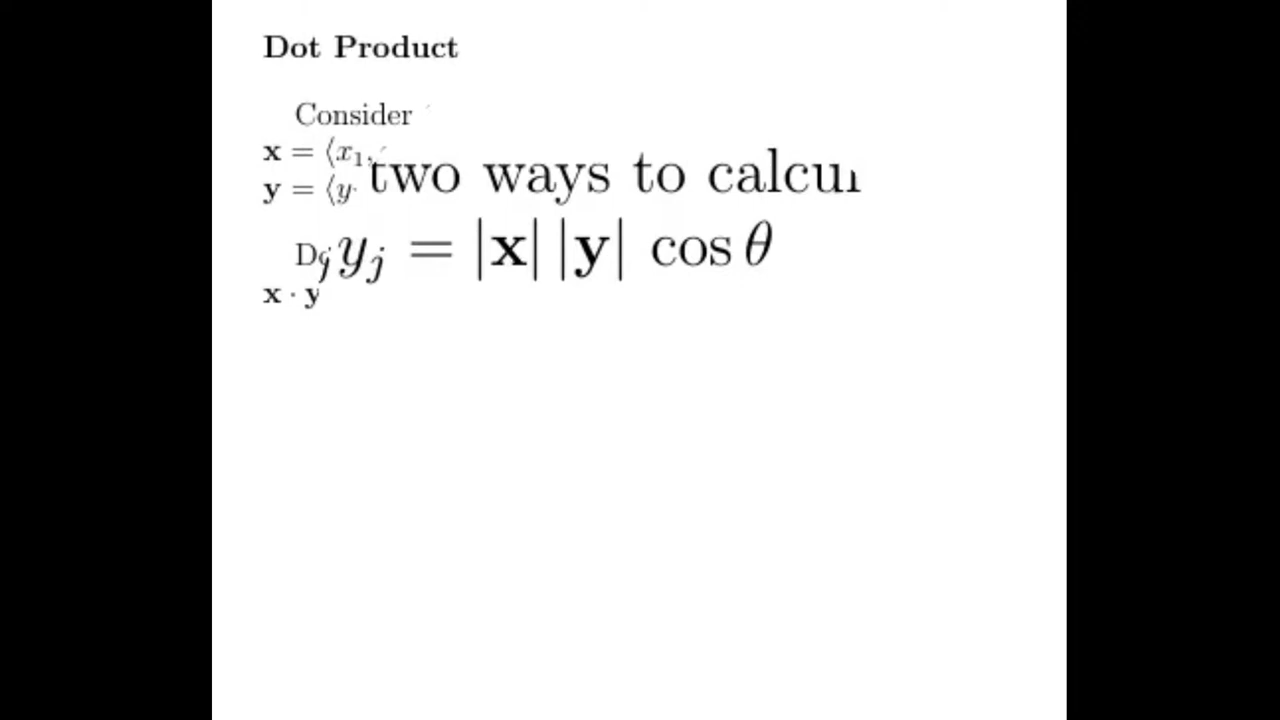 Dot Product
Consider
x = ⟨x₁,
y = ⟨y
two ways to calcu
y_j = |x| |y| cos θ
x · y